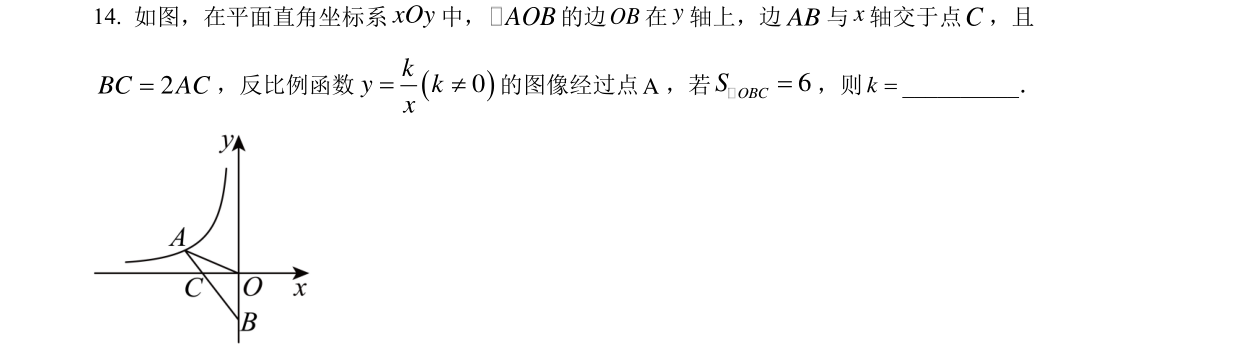 14. 如图，在平面直角坐标系 xOy 中，□AOB 的边 OB 在 y 轴上，边 AB 与 x 轴交于点 C，且
BC = 2AC，反比例函数 y = k/x (k ≠ 0) 的图像经过点 A，若 S□OBC = 6，则 k = __________.
y
A
C
O
x
B